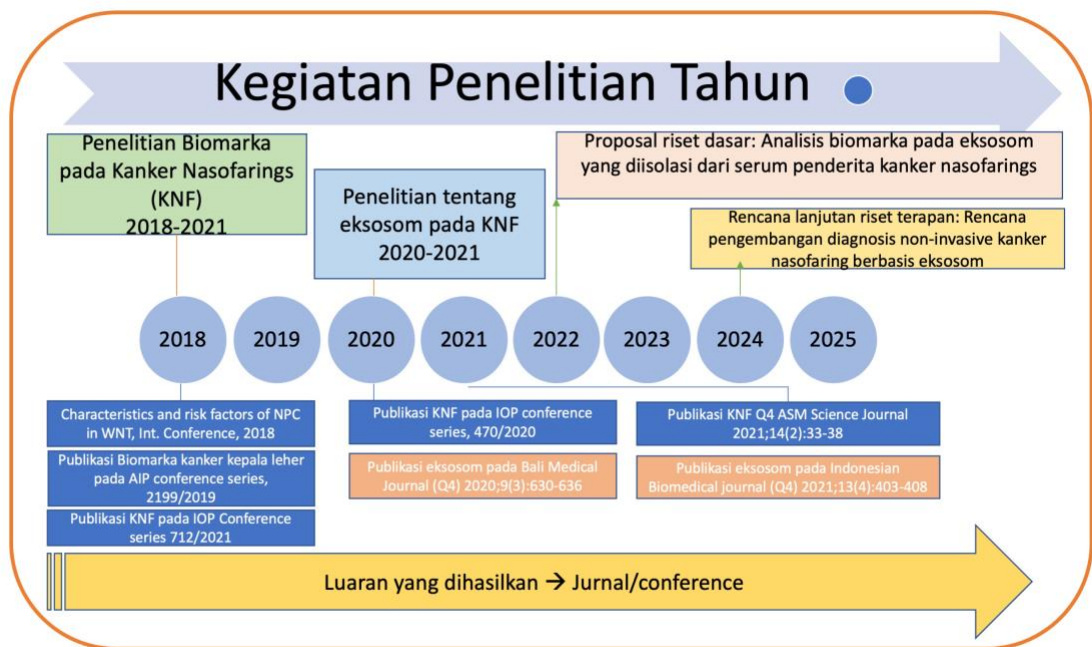 Kegiatan Penelitian Tahun
Penelitian Biomarka
pada Kanker Nasofarings
(KNF)
2018-2021
Penelitian tentang
eksosom pada KNF
2020-2021
Proposal riset dasar: Analisis biomarka pada eksosom
yang diisolasi dari serum penderita kanker nasofarings
Rencana lanjutan riset terapan: Rencana
pengembangan diagnosis non-invasive kanker
nasofaring berbasis eksosom
2018
2019
2020
2021
2022
2023
2024
2025
Characteristics and risk factors of NPC
in WNT, Int. Conference, 2018
Publikasi Biomarka kanker kepala leher
pada AIP conference series,
2199/2019
Publikasi KNF pada IOP Conference
series 712/2021
Publikasi KNF pada IOP conference
series, 470/2020
Publikasi eksosom pada Bali Medical
Journal (Q4) 2020;9(3):630-636
Publikasi KNF Q4 ASM Science Journal
2021;14(2):33-38
Publikasi eksosom pada Indonesian
Biomedical journal (Q4) 2021;13(4):403-408
Luaran yang dihasilkan → Jurnal/conference